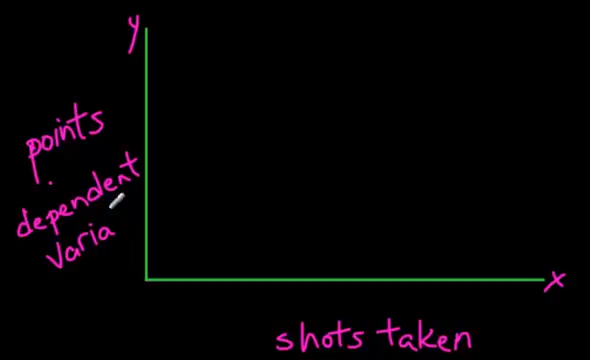 y
points
dependent
varia
x
shots taken